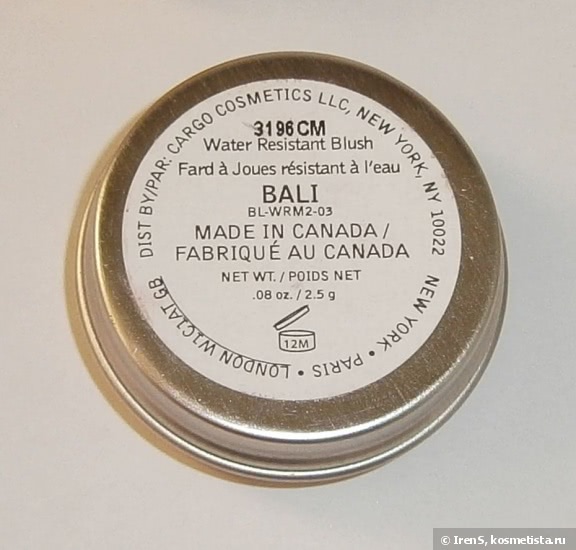 DIST BY/PAR: CARGO COSMETICS LLC, NEW YORK, NY 10022
3196CM
Water Resistant Blush
Fard à Joues résistant à l'eau
BALI
BL-WRM2-03
MADE IN CANADA /
FABRIQUÉ AU CANADA
NET WT. / POIDS NET
.08 oz. / 2.5 g
12M
NEW YORK • PARIS • LONDON W1C1AT GB
© IrenS, kosmetista.ru